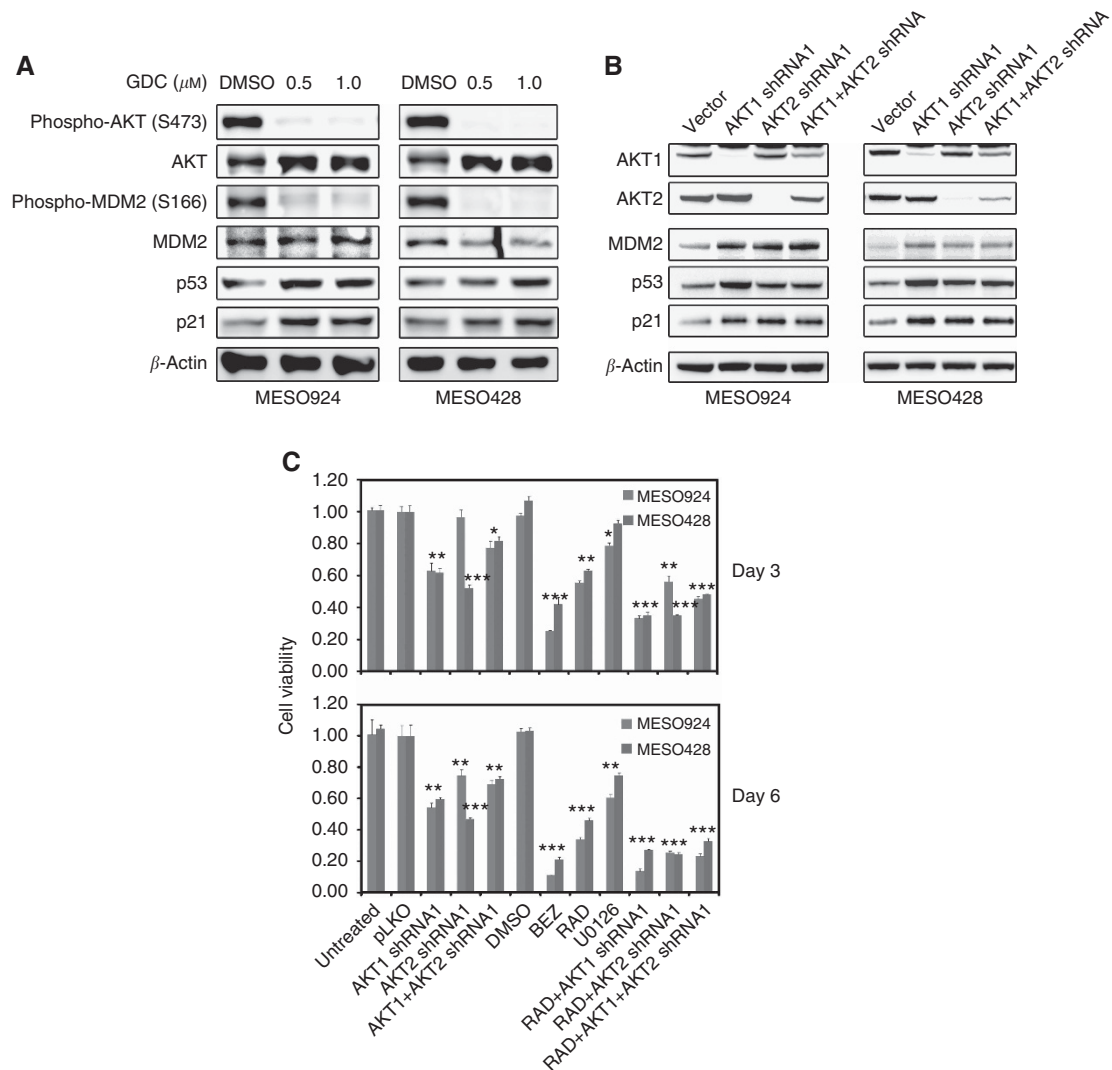 A
GDC (μM) DMSO 0.5 1.0 DMSO 0.5 1.0
Phospho-AKT (S473)
AKT
Phospho-MDM2 (S166)
MDM2
p53
p21
β-Actin
MESO924 MESO428
B
Vector AKT1 shRNA1 AKT2 shRNA1 AKT1+AKT2 shRNA Vector AKT1 shRNA1 AKT2 shRNA1 AKT1+AKT2 shRNA
AKT1
AKT2
MDM2
p53
p21
β-Actin
MESO924 MESO428
C
Cell viability
1.20
1.00
0.80
0.60
0.40
0.20
0.00
MESO924
MESO428
** *** * *** ** * *** ** *** ***
Day 3
1.20
1.00
0.80
0.60
0.40
0.20
0.00
MESO924
MESO428
** ** *** ** *** *** ** *** *** ***
Day 6
Untreated
pLKO
AKT1 shRNA1
AKT2 shRNA1
AKT1+AKT2 shRNA1
DMSO
BEZ
RAD
U0126
RAD+AKT1 shRNA1
RAD+AKT2 shRNA1
RAD+AKT1+AKT2 shRNA1